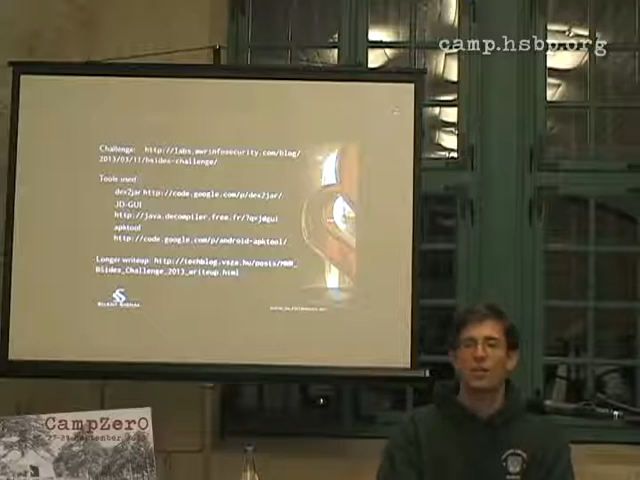 camp.hsbp.org
Challenge: http://labs.mwrinfosecurity.com/blog/
2013/03/11/bsides-challenge/
Tools used
dex2jar http://code.google.com/p/dex2jar/
JD-GUI
http://java.decompiler.free.fr/?q=jdgui
apktool
http://code.google.com/p/android-apktool/
Longer writeup: http://techblog.vsza.hu/posts/MWR_
BSides_Challenge_2013_writeup.html
CampZer0